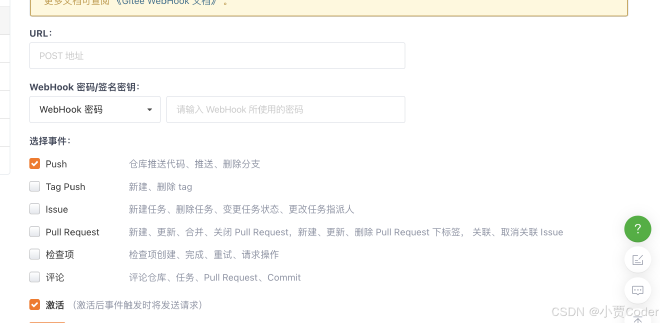 更多文档可查阅 《Gitee WebHook 文档》 。
URL:
POST 地址
WebHook 密码/签名密钥:
WebHook 密码
请输入 WebHook 所使用的密码
选择事件:
Push 仓库推送代码、推送、删除分支
Tag Push 新建、删除 tag
Issue 新建任务、删除任务、变更任务状态、更改任务指派人
Pull Request 新建、更新、合并、关闭 Pull Request，新建、更新、删除 Pull Request 下标签， 关联、取消关联 Issue
检查项 检查项创建、完成、重试、请求操作
评论 评论仓库、任务、Pull Request、Commit
激活 （激活后事件触发时将发送请求）
?
CSDN @小贾Coder